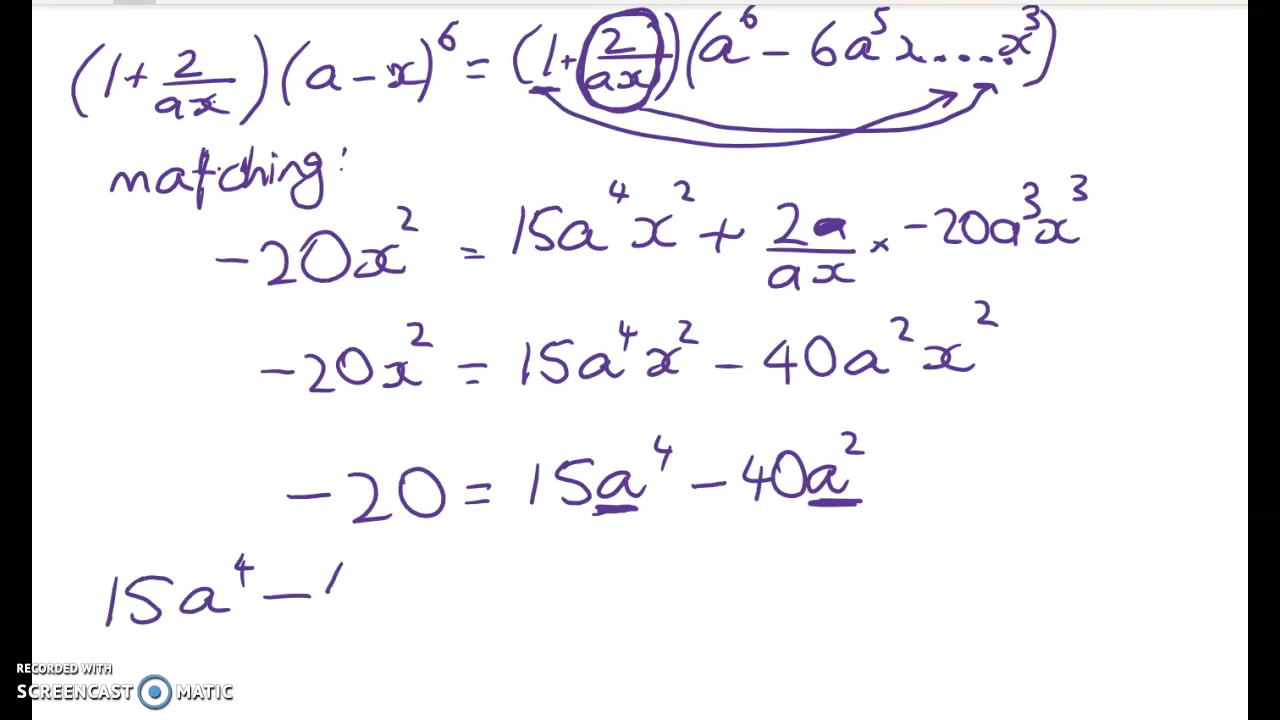 (1 + 2/ax)(a - x)^6 = (1 + 2/ax)(a^6 - 6a^5x....x^3)
matching:
-20x^2 = 15a^4x^2 + 2/ax × -20a^3x^3
-20x^2 = 15a^4x^2 - 40a^2x^2
-20 = 15a^4 - 40a^2
15a^4 -
RECORDED WITH
SCREENCAST MATIC